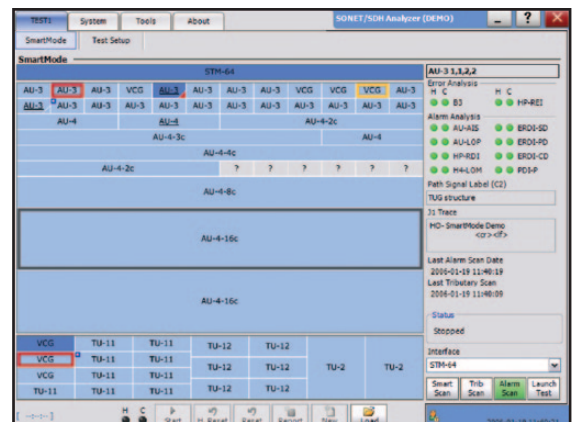 TEST1 System Tools About SONET/SDH Analyzer (DEMO)
SmartMode Test Setup
SmartMode
STM-64
AU-3 AU-3 AU-3 VCG AU-3 AU-3 AU-3 AU-3 VCG VCG VCG AU-3
AU-3 AU-3 AU-3 AU-3 AU-3 AU-3 AU-3 AU-3 AU-3 AU-3 AU-3 AU-3
AU-4 AU-4 AU-4-2c
AU-4-3c AU-4
AU-4-4c
AU-4-2c ? ? ? ? ? ?
AU-4-8c
AU-4-16c
AU-4-16c
VCG TU-11 TU-11 TU-12 TU-12 TU-2 TU-2
VCG TU-11 TU-11
VCG TU-11 TU-11 TU-12 TU-12
TU-11 TU-11 TU-11 TU-12 TU-12
AU-3 1,1,2,2
Error Analysis
H C H C
B3 HP-REI
Alarm Analysis
AU-AIS ERDI-SD
AU-LOP ERDI-PD
HP-RDI ERDI-CD
H4-LOM PDI-P
Path Signal Label (C2)
TUG structure
J1 Trace
HO- SmartMode Demo
<cr><lf>
Last Alarm Scan Date
2006-01-19 11:40:19
Last Tributary Scan
2006-01-19 11:40:09
Status
Stopped
Interface
STM-64
Smart Scan Trib Scan Alarm Scan Launch Test
[ --:--:-- ] H C Start H. Reset Reset Report New Load